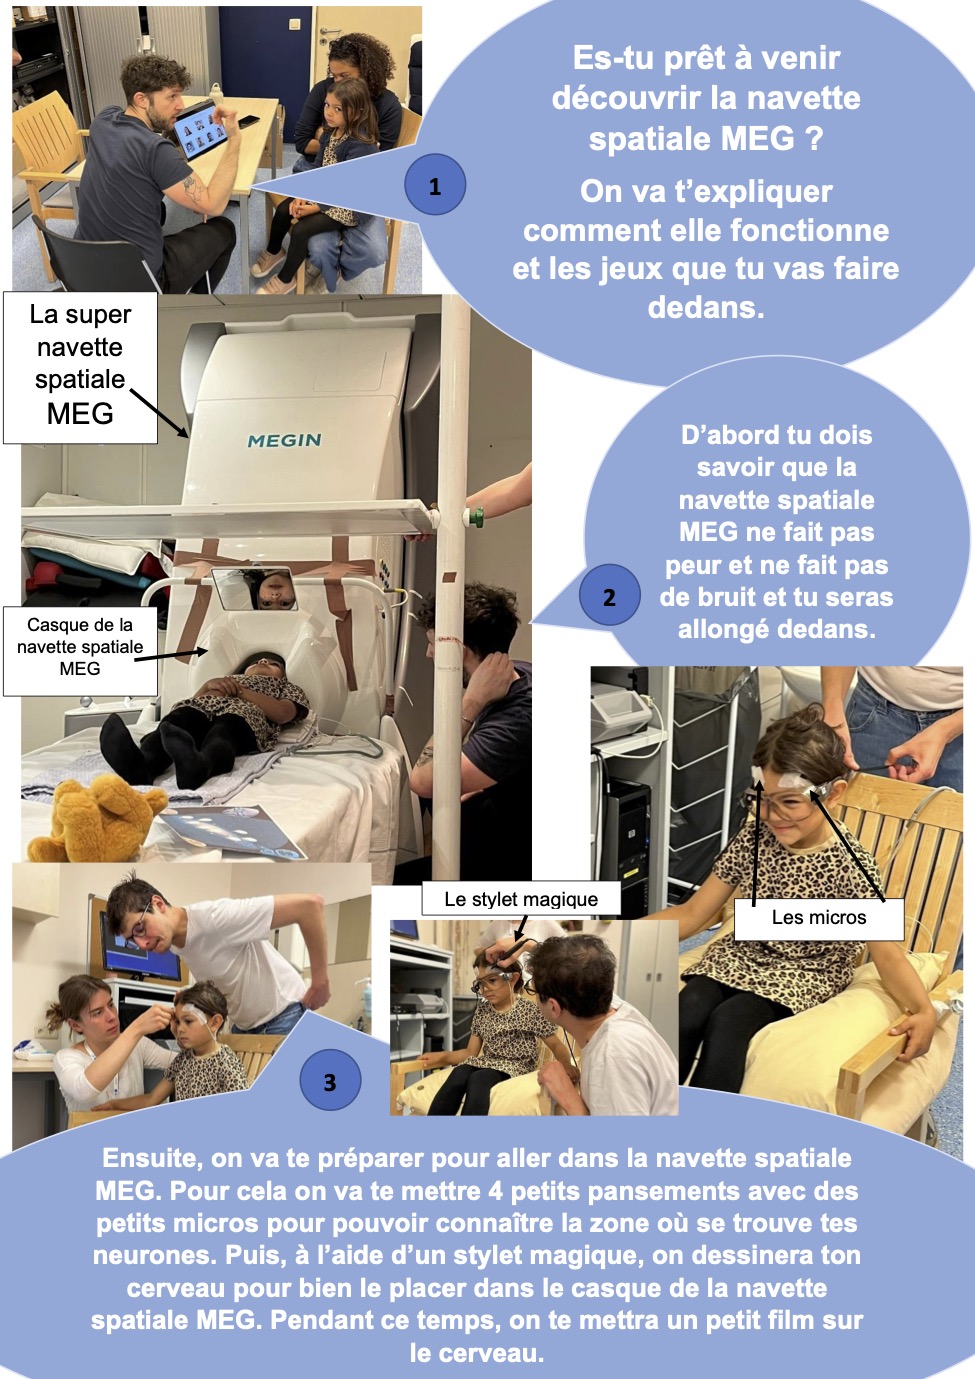 Es-tu prêt à venir
découvrir la navette
spatiale MEG ?
On va t’expliquer
comment elle fonctionne
et les jeux que tu vas faire
dedans.
1
La super
navette
spatiale
MEG
MEGIN
D’abord tu dois
savoir que la
navette spatiale
MEG ne fait pas
peur et ne fait pas
de bruit et tu seras
allongé dedans.
2
Casque de la
navette spatiale
MEG
Le stylet magique
Les micros
3
Ensuite, on va te préparer pour aller dans la navette spatiale
MEG. Pour cela on va te mettre 4 petits pansements avec des
petits micros pour pouvoir connaître la zone où se trouve tes
neurones. Puis, à l’aide d’un stylet magique, on dessinera ton
cerveau pour bien le placer dans le casque de la navette
spatiale MEG. Pendant ce temps, on te mettra un petit film sur
le cerveau.